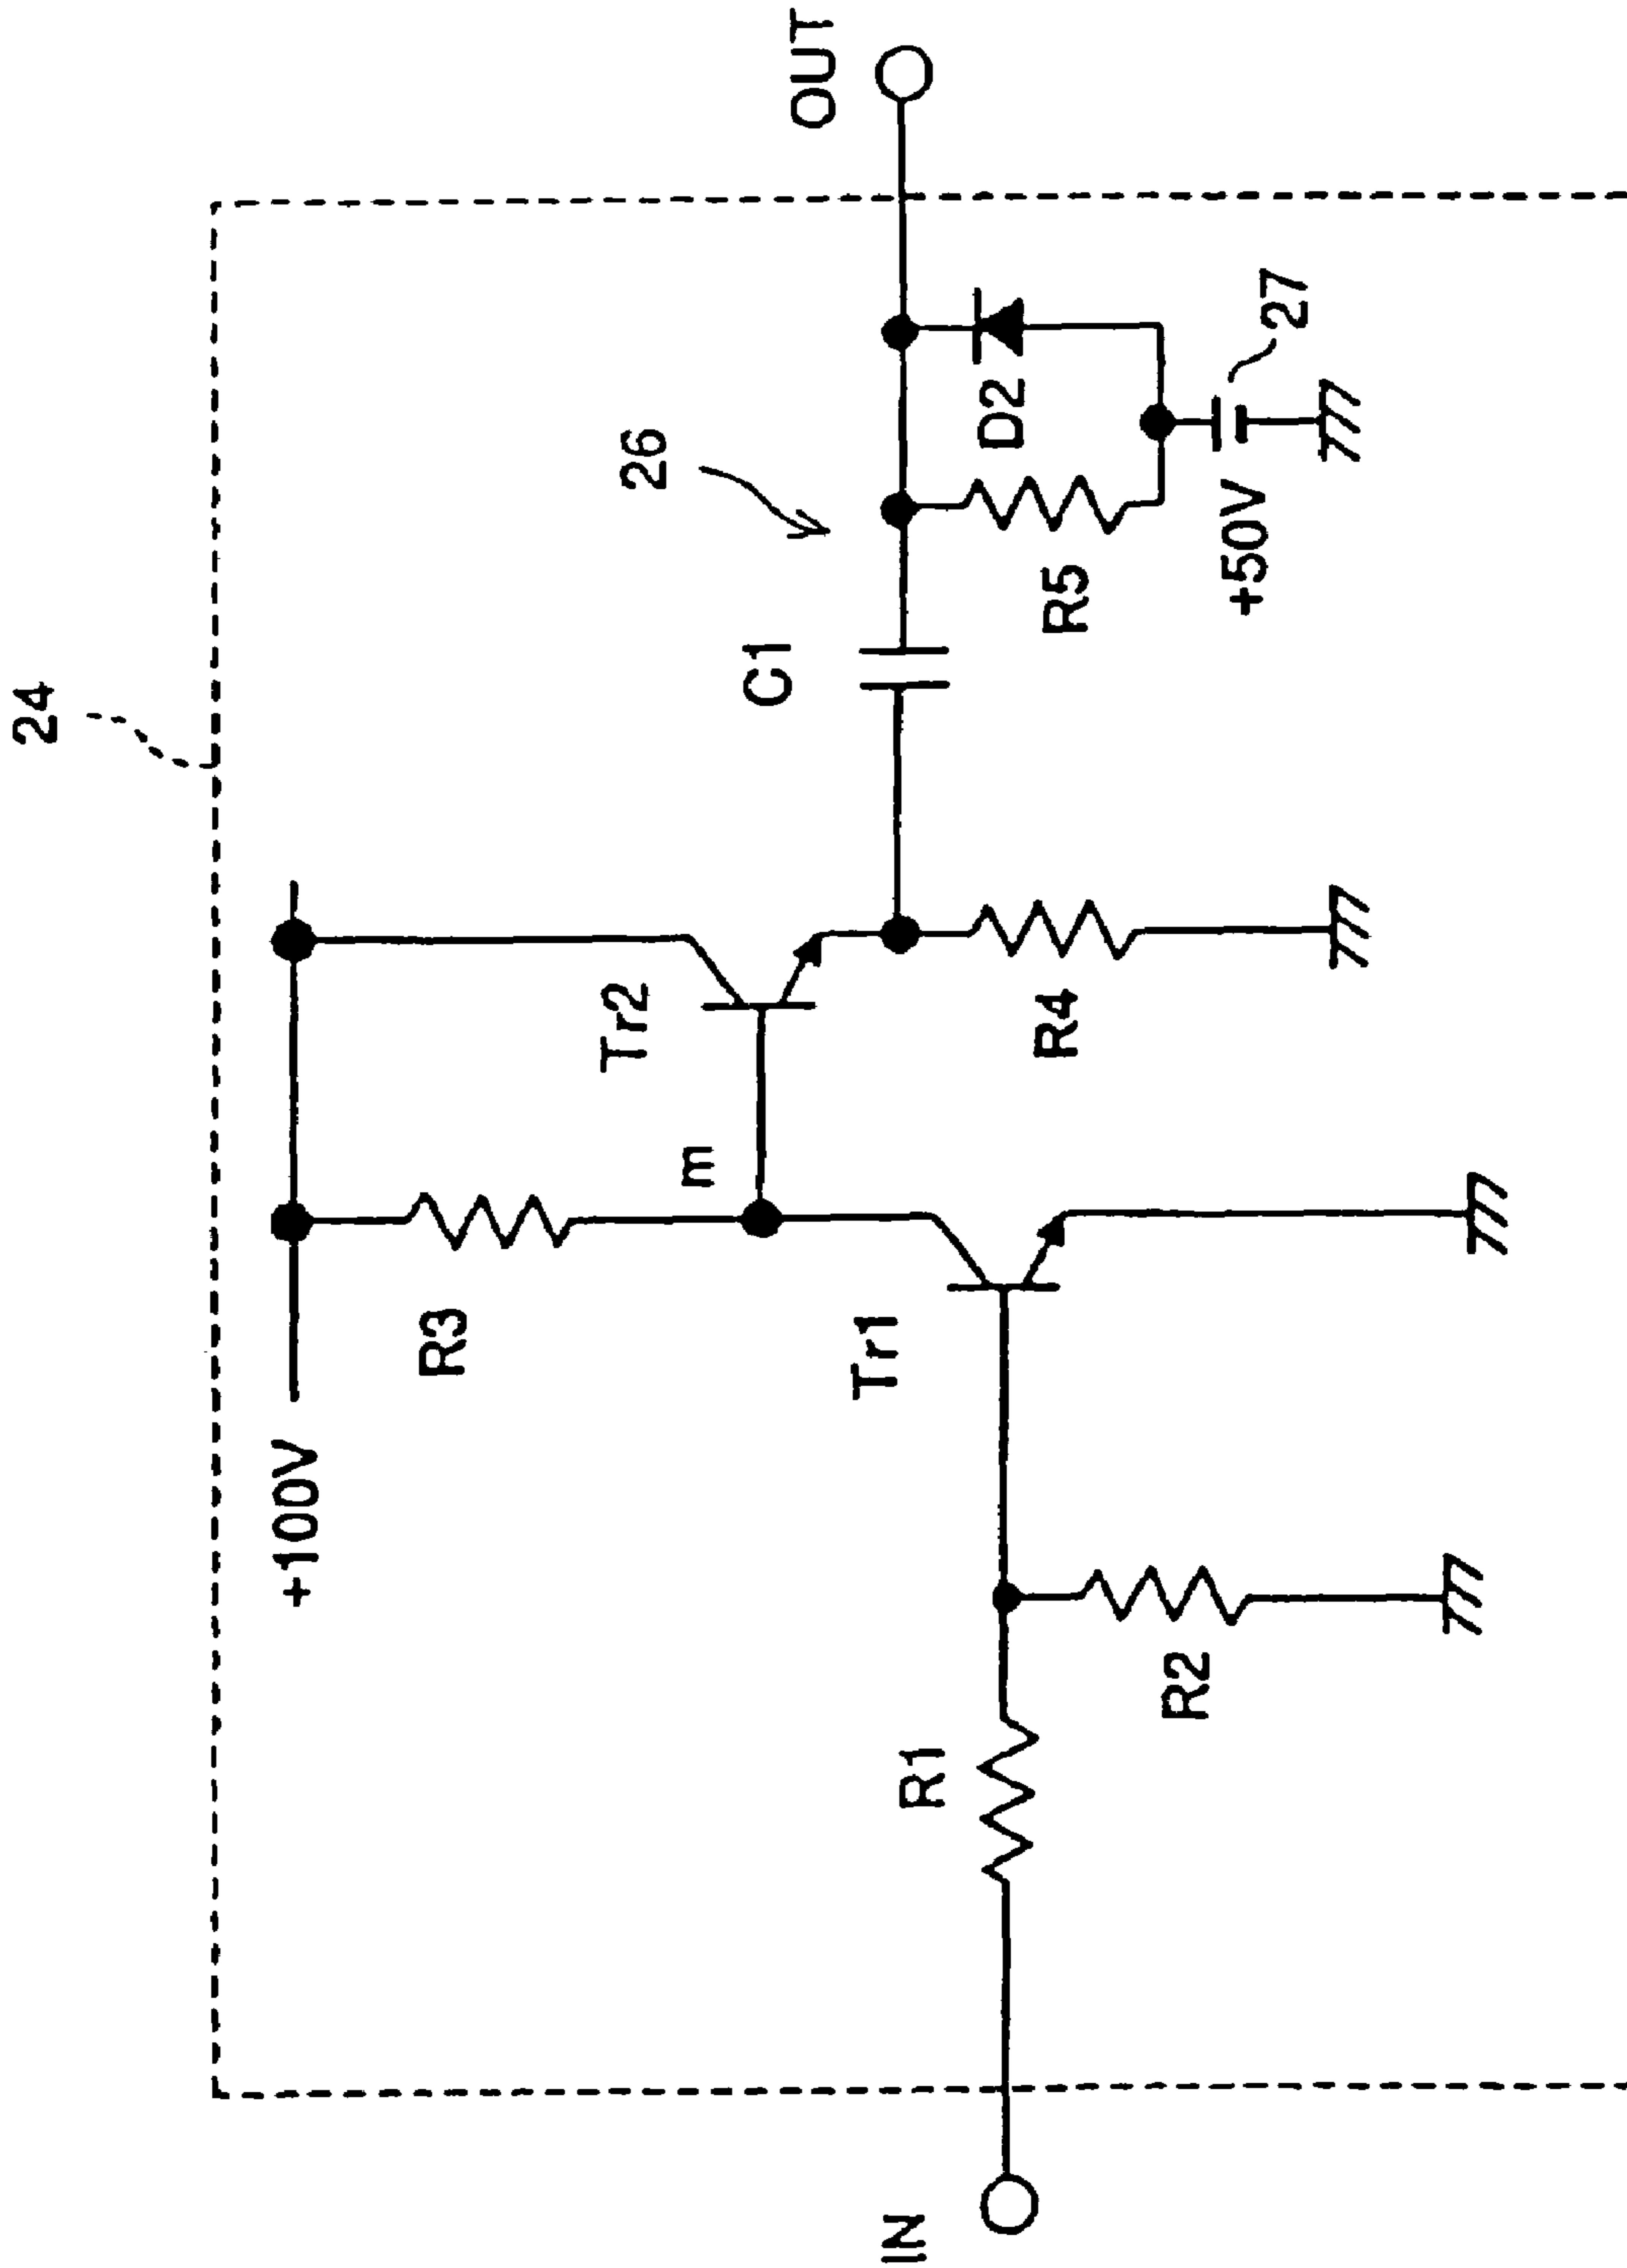 24
+100V
R3
Tr2
m
26
C1
OUT
Tr1
R4
R5
D2
+50V
27
IN
R1
R2